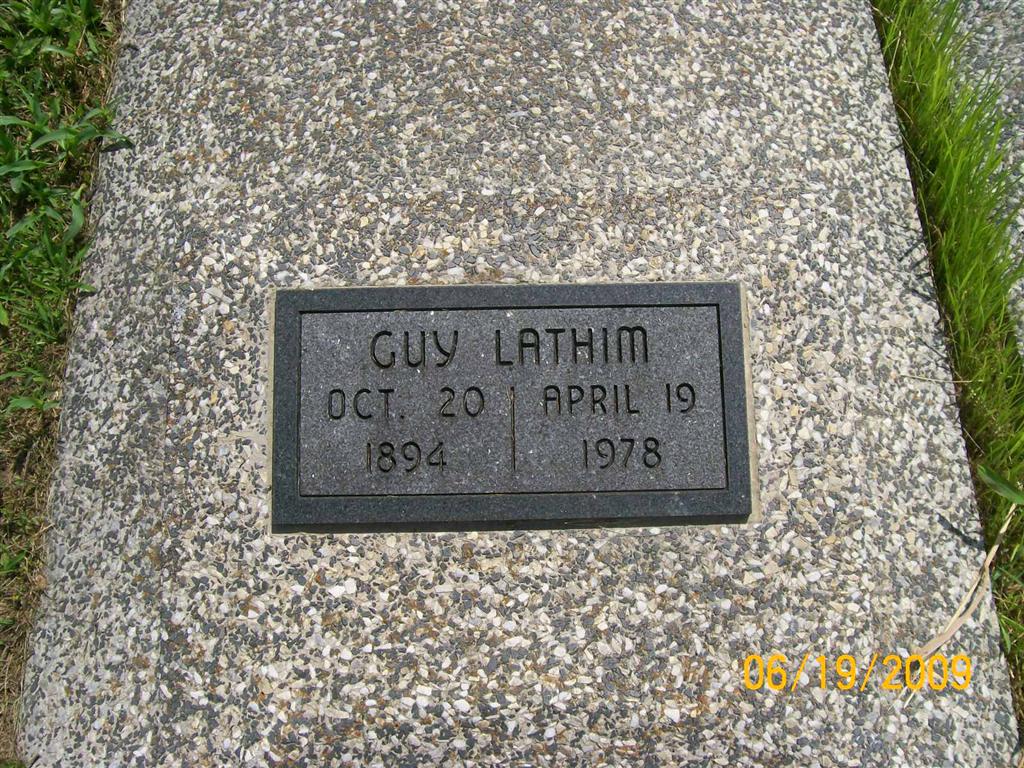 GUY LATHIM
OCT. 20 APRIL 19
1894 1978
06/19/2009